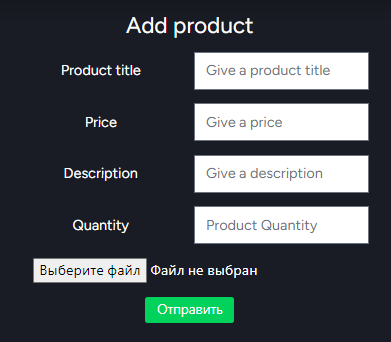 Add product
Product title Give a product title
Price Give a price
Description Give a description
Quantity Product Quantity
Выберите файл Файл не выбран
Отправить